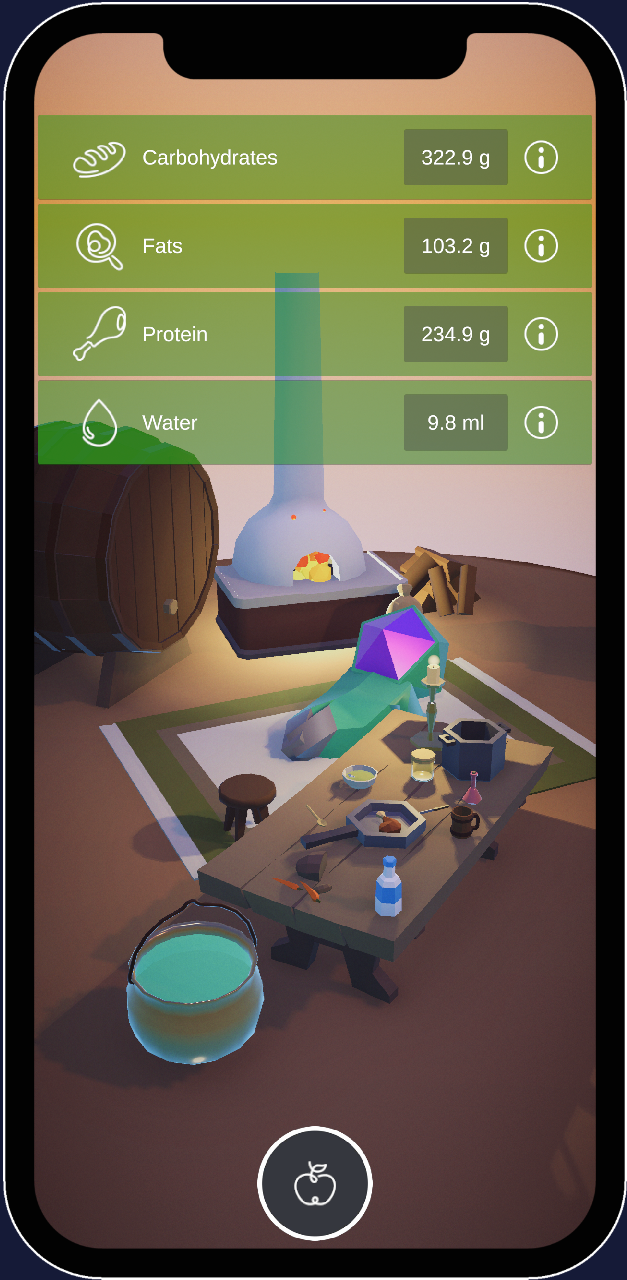 Carbohydrates 322.9 g
Fats 103.2 g
Protein 234.9 g
Water 9.8 ml